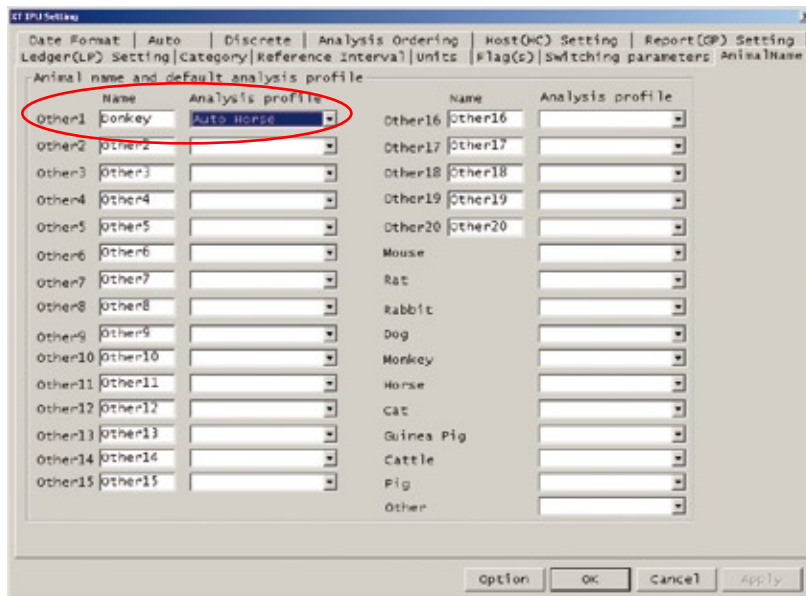 XT IPU Setting
Date Format | Auto | Discrete | Analysis Ordering | Host(HC) Setting | Report(GP) Setting
Ledger(LP) Setting | Category | Reference Interval | Units | Flag(s) | Switching parameters | AnimalName
Animal name and default analysis profile
Name Analysis profile Name Analysis profile
Other1 Donkey Auto Horse Other16 Other16
Other2 Other2 Other17 Other17
Other3 Other3 Other18 Other18
Other4 Other4 Other19 Other19
Other5 Other5 Other20 Other20
Other6 Other6 Mouse
Other7 Other7 Rat
Other8 Other8 Rabbit
Other9 Other9 Dog
Other10 Other10 Monkey
Other11 Other11 Horse
Other12 Other12 Cat
Other13 Other13 Guinea Pig
Other14 Other14 Cattle
Other15 Other15 Pig
Other
Option OK Cancel Apply